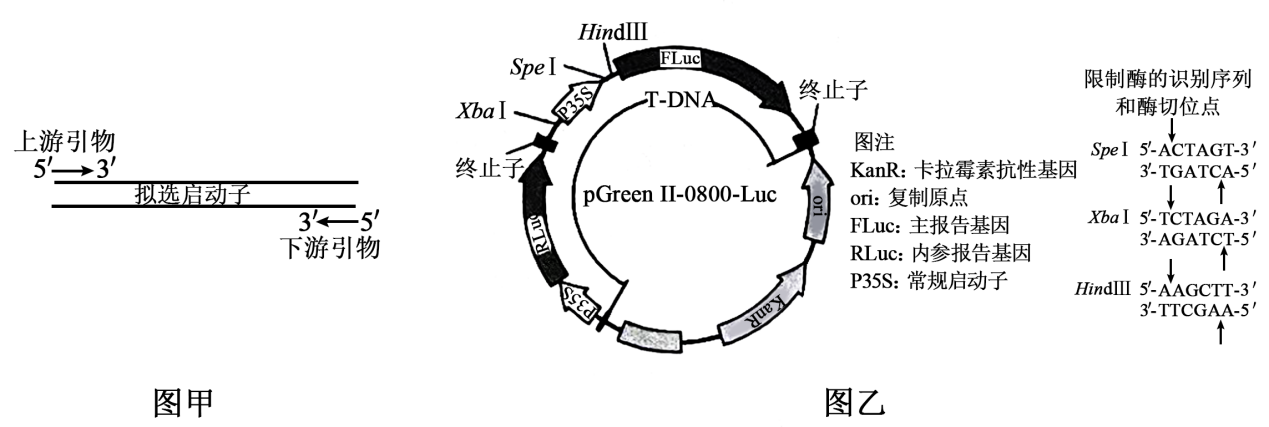 上游引物
5′ 3′
拟选启动子
3′ 5′
下游引物
图甲
HindⅢ
SpeⅠ
XbaⅠ
P35S
FLuc
T-DNA
终止子
终止子
pGreen II-0800-Luc
RLuc
P35S
ori
KanR
图乙
图注
KanR：卡拉霉素抗性基因
ori：复制原点
FLuc：主报告基因
RLuc：内参报告基因
P35S：常规启动子
限制酶的识别序列
和酶切位点
SpeⅠ 5′-ACTAGT-3′
3′-TGATCA-5′
XbaⅠ 5′-TCTAGA-3′
3′-AGATCT-5′
HindⅢ 5′-AAGCTT-3′
3′-TTCGAA-5′